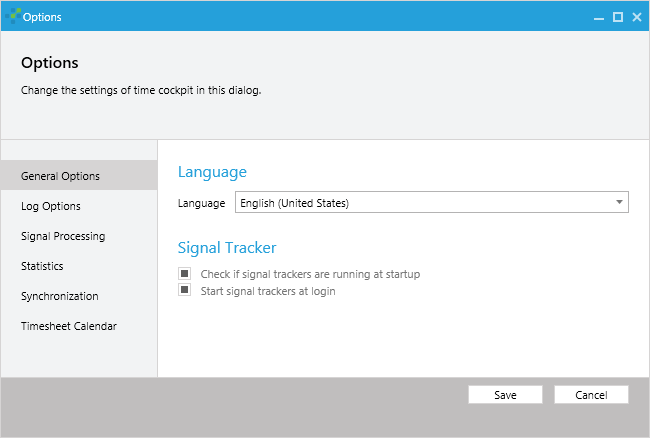 Options
Options
Change the settings of time cockpit in this dialog.
General Options
Log Options
Signal Processing
Statistics
Synchronization
Timesheet Calendar
Language
Language English (United States)
Signal Tracker
Check if signal trackers are running at startup
Start signal trackers at login
Save Cancel